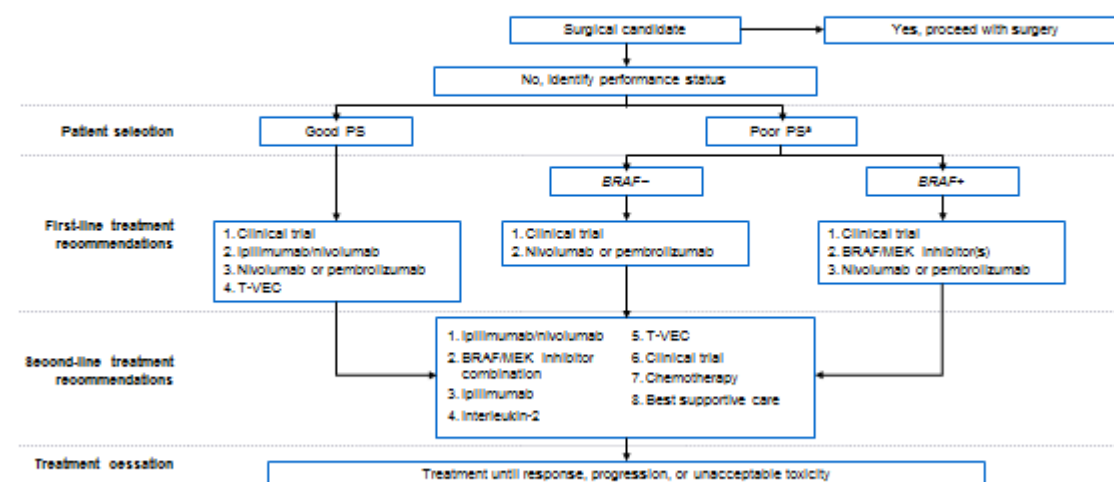 Surgical candidate
Yes, proceed with surgery
No, identify performance status
Patient selection
Good PS
Poor PSª
BRAF–
BRAF+
First-line treatment
recommendations
1. Clinical trial
2. Ipilimumab/nivolumab
3. Nivolumab or pembrolizumab
4. T-VEC
1. Clinical trial
2. Nivolumab or pembrolizumab
1. Clinical trial
2. BRAF/MEK inhibitor(s)
3. Nivolumab or pembrolizumab
Second-line treatment
recommendations
1. Ipilimumab/nivolumab
2. BRAF/MEK inhibitor
combination
3. Ipilimumab
4. Interleukin-2
5. T-VEC
6. Clinical trial
7. Chemotherapy
8. Best supportive care
Treatment cessation
Treatment until response, progression, or unacceptable toxicity